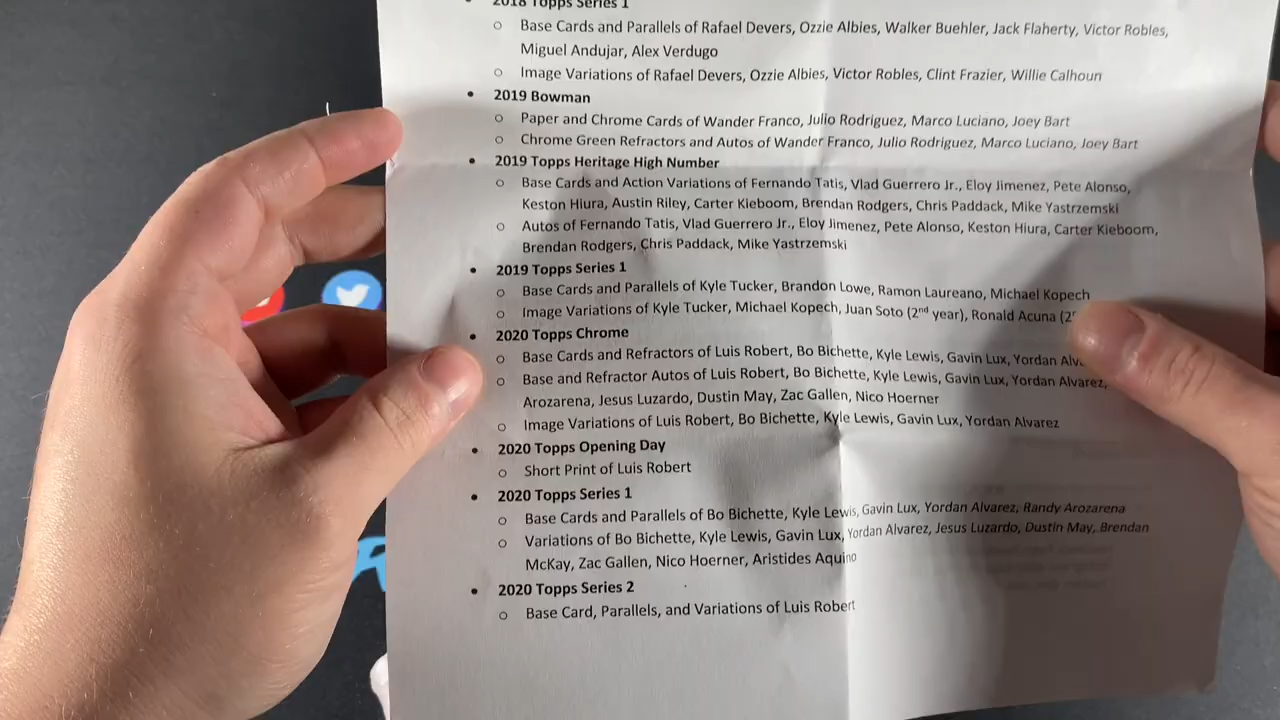 2018 Topps Series 1
○ Base Cards and Parallels of Rafael Devers, Ozzie Albies, Walker Buehler, Jack Flaherty, Victor Robles,
Miguel Andujar, Alex Verdugo
○ Image Variations of Rafael Devers, Ozzie Albies, Victor Robles, Clint Frazier, Willie Calhoun
• 2019 Bowman
○ Paper and Chrome Cards of Wander Franco, Julio Rodriguez, Marco Luciano, Joey Bart
○ Chrome Green Refractors and Autos of Wander Franco, Julio Rodriguez, Marco Luciano, Joey Bart
• 2019 Topps Heritage High Number
○ Base Cards and Action Variations of Fernando Tatis, Vlad Guerrero Jr., Eloy Jimenez, Pete Alonso,
Keston Hiura, Austin Riley, Carter Kieboom, Brendan Rodgers, Chris Paddack, Mike Yastrzemski
○ Autos of Fernando Tatis, Vlad Guerrero Jr., Eloy Jimenez, Pete Alonso, Keston Hiura, Carter Kieboom,
Brendan Rodgers, Chris Paddack, Mike Yastrzemski
• 2019 Topps Series 1
○ Base Cards and Parallels of Kyle Tucker, Brandon Lowe, Ramon Laureano, Michael Kopech
○ Image Variations of Kyle Tucker, Michael Kopech, Juan Soto (2nd year), Ronald Acuna
• 2020 Topps Chrome
○ Base Cards and Refractors of Luis Robert, Bo Bichette, Kyle Lewis, Gavin Lux, Yordan
○ Base and Refractor Autos of Luis Robert, Bo Bichette, Kyle Lewis, Gavin Lux, Yordan Alvarez,
Arozarena, Jesus Luzardo, Dustin May, Zac Gallen, Nico Hoerner
○ Image Variations of Luis Robert, Bo Bichette, Kyle Lewis, Gavin Lux, Yordan Alvarez
• 2020 Topps Opening Day
○ Short Print of Luis Robert
• 2020 Topps Series 1
○ Base Cards and Parallels of Bo Bichette, Kyle Lewis, Gavin Lux, Yordan Alvarez, Randy Arozarena
○ Variations of Bo Bichette, Kyle Lewis, Gavin Lux, Yordan Alvarez, Jesus Luzardo, Dustin May, Brendan
McKay, Zac Gallen, Nico Hoerner, Aristides Aquino
• 2020 Topps Series 2
○ Base Card, Parallels, and Variations of Luis Robert